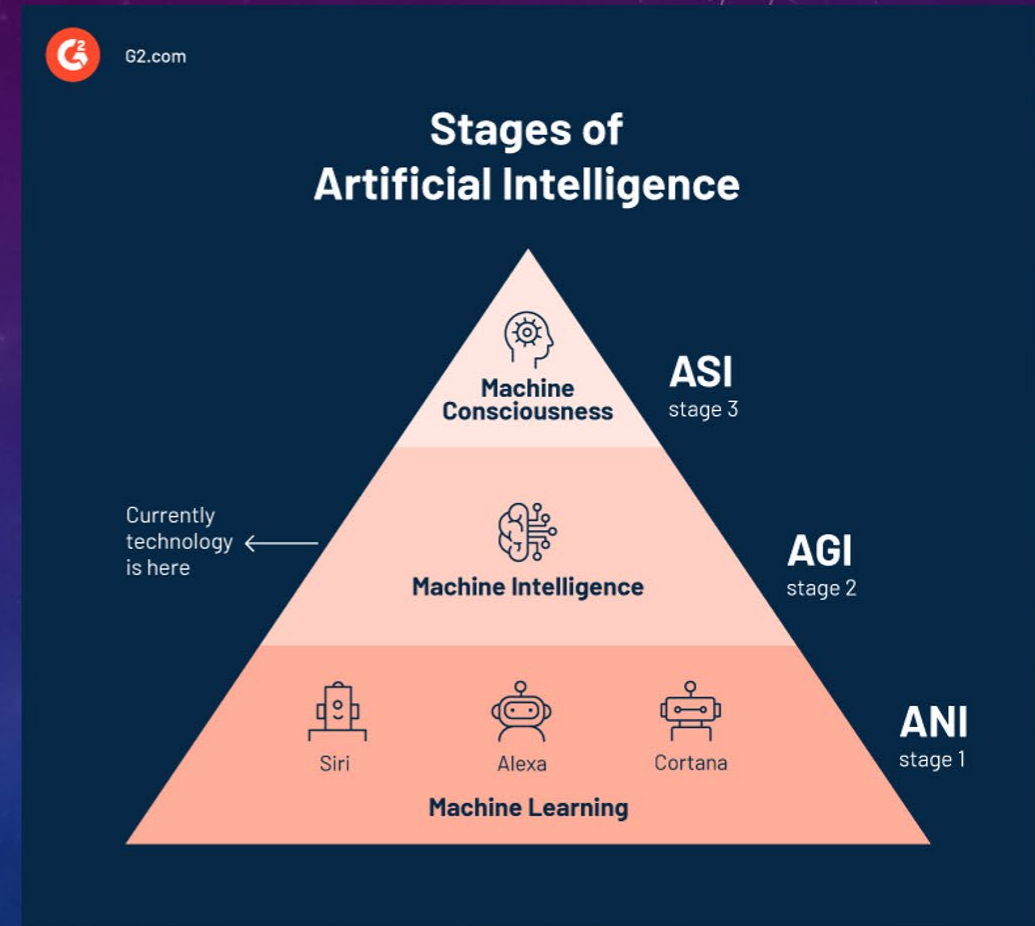 G2
G2.com
Stages of
Artificial Intelligence
Machine
Consciousness
ASI
stage 3
Currently
technology
is here
Machine Intelligence
AGI
stage 2
Siri
Alexa
Cortana
Machine Learning
ANI
stage 1